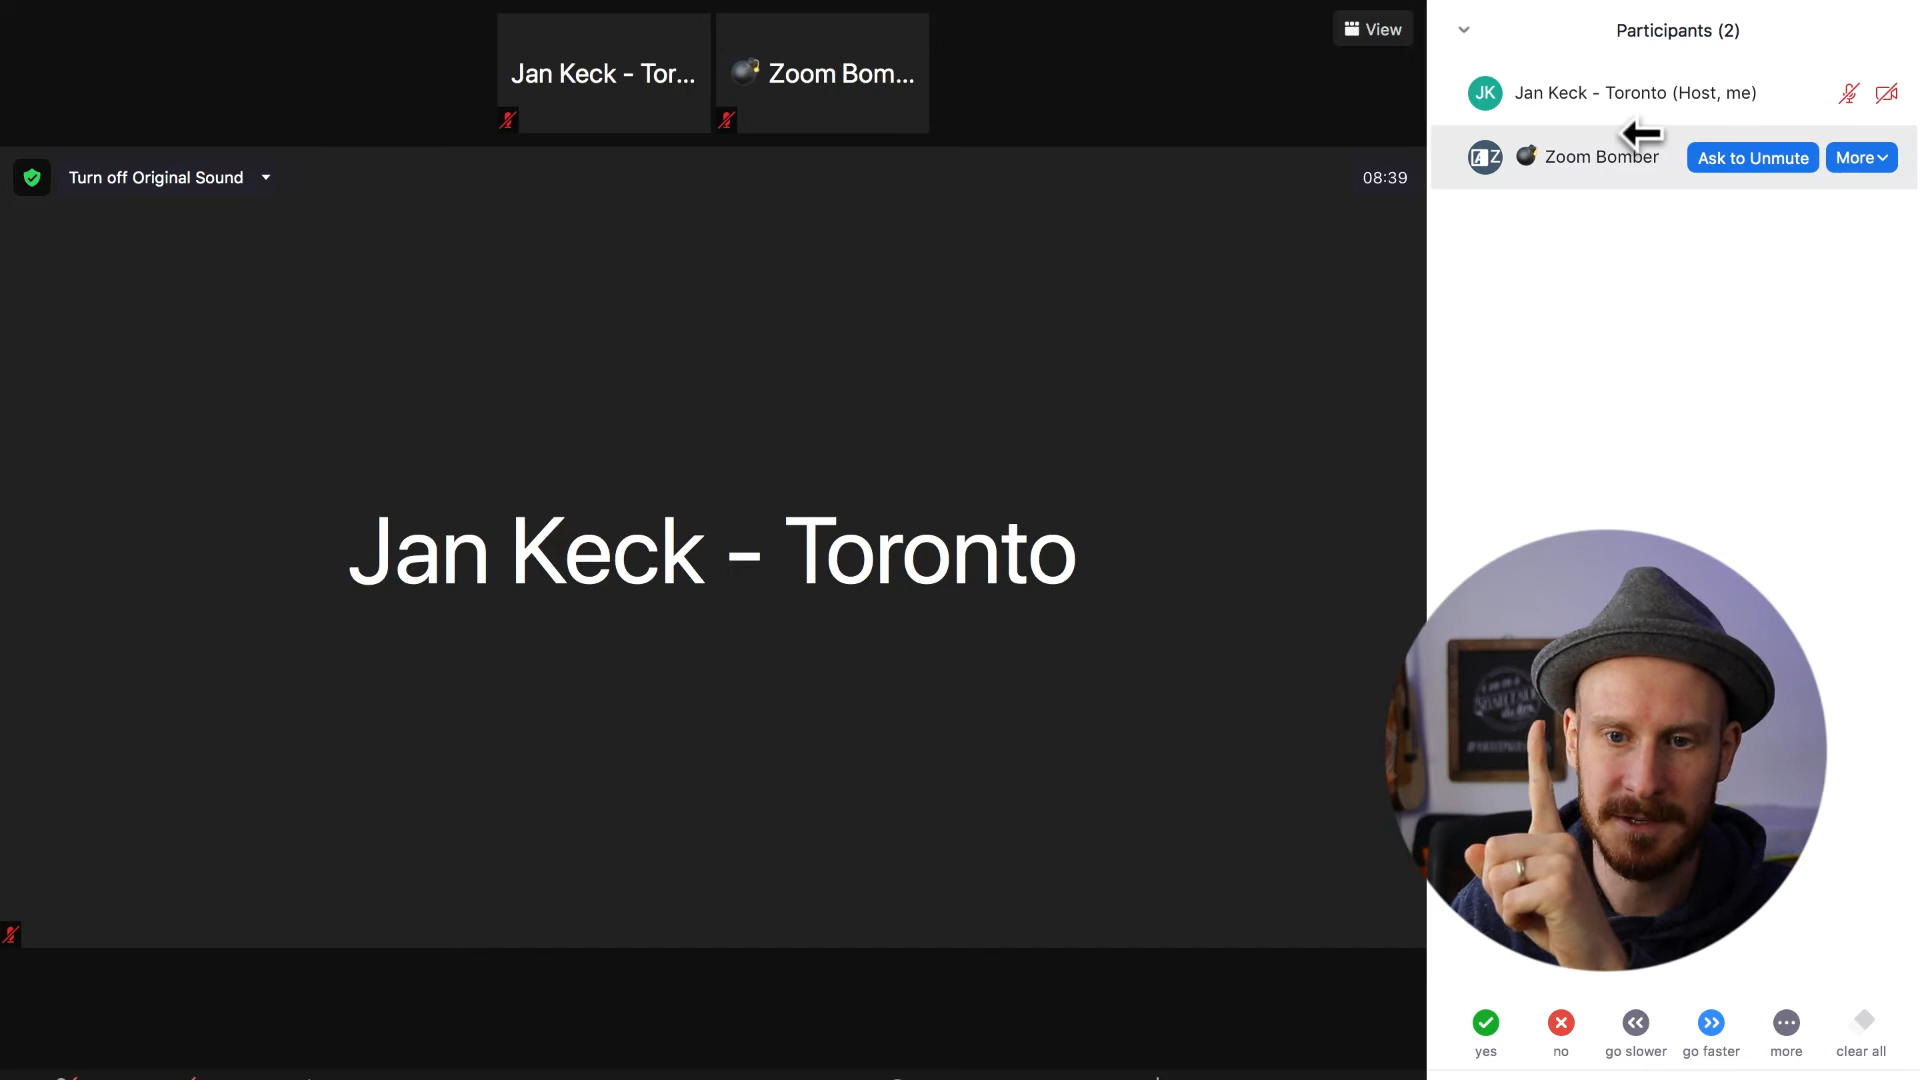 Jan Keck - Tor...
Zoom Bom...
View
Participants (2)
JK
Jan Keck - Toronto (Host, me)
AZ
Zoom Bomber
Ask to Unmute
More
Turn off Original Sound
08:39
Jan Keck - Toronto
yes
no
go slower
go faster
more
clear all